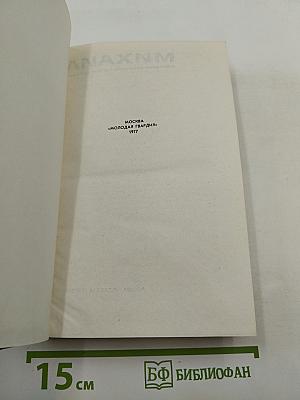 МОСКВА
«МОЛОДАЯ ГВАРДИЯ»
1977
15 см
БФ БИБЛИОФАН